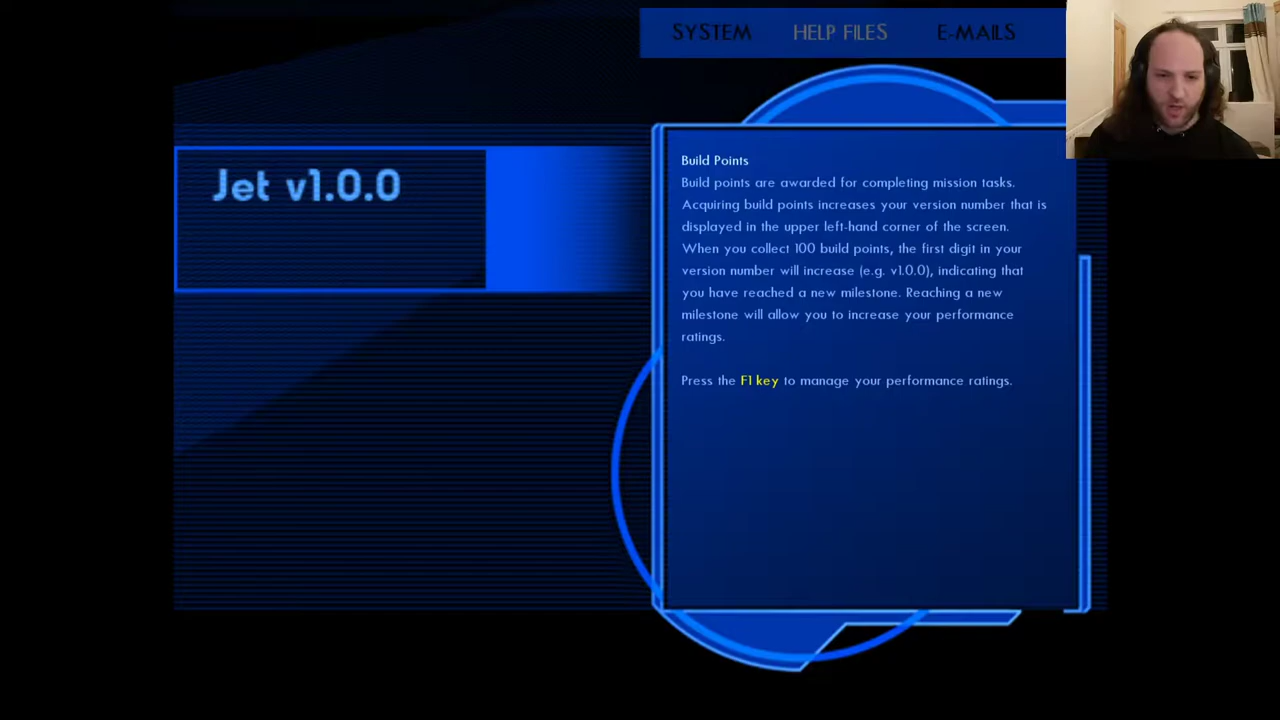 SYSTEM HELP FILES E-MAILS
Jet v1.0.0
Build Points
Build points are awarded for completing mission tasks.
Acquiring build points increases your version number that is
displayed in the upper left-hand corner of the screen.
When you collect 100 build points, the first digit in your
version number will increase (e.g. v1.0.0), indicating that
you have reached a new milestone. Reaching a new
milestone will allow you to increase your performance
ratings.
Press the F1 key to manage your performance ratings.